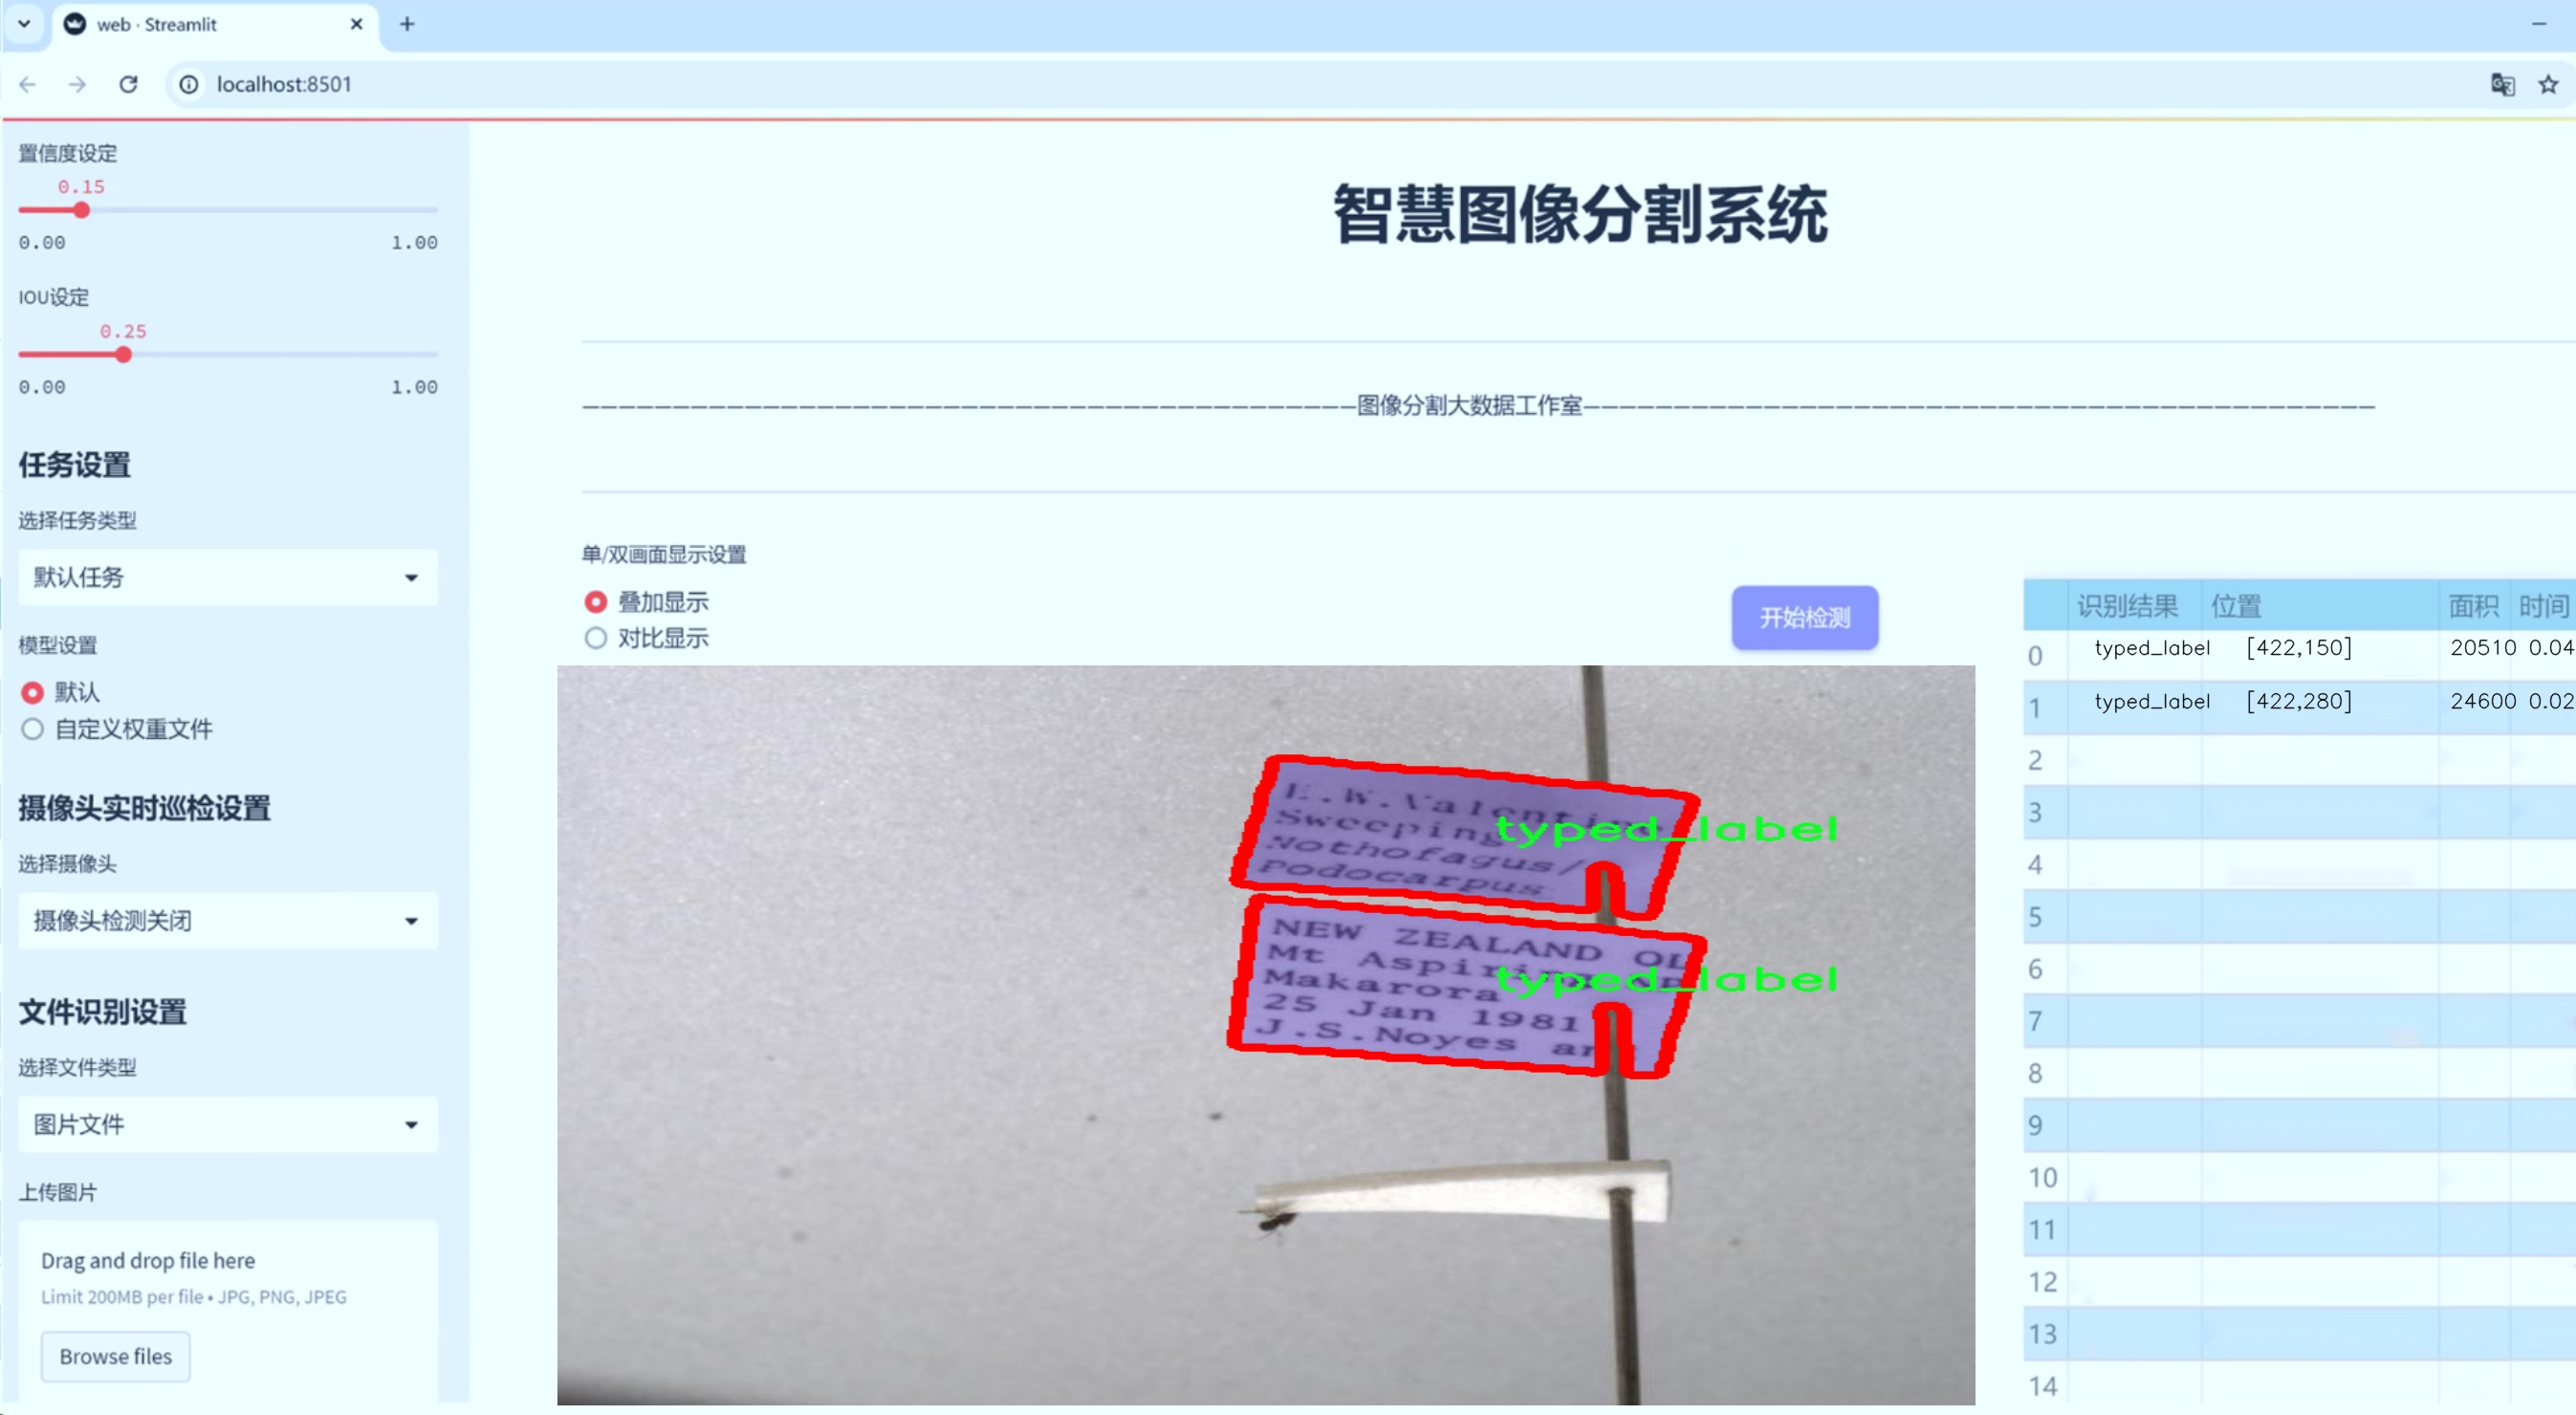 web · Streamlit
localhost:8501
置信度设定
0.15
0.00 1.00
IOU设定
0.25
0.00 1.00
任务设置
选择任务类型
默认任务
模型设置
默认
自定义权重文件
摄像头实时巡检设置
选择摄像头
摄像头检测关闭
文件识别设置
选择文件类型
图片文件
上传图片
Drag and drop file here
Limit 200MB per file • JPG, PNG, JPEG
Browse files
智慧图像分割系统
图像分割大数据工作室
单/双画面显示设置
叠加显示
对比显示
开始检测
E.W.Valentine
Sweeping
Nothofagus/
Podocarpus
typed_label
NEW ZEALAND
Mt
Makarora
25 Jan 1981
J.S.Noyes
typed_label
识别结果 位置 面积 时间
0 typed_label [422,150] 20510 0.04
1 typed_label [422,280] 24600 0.02
2
3
4
5
6
7
8
9
10
11
12
13
14